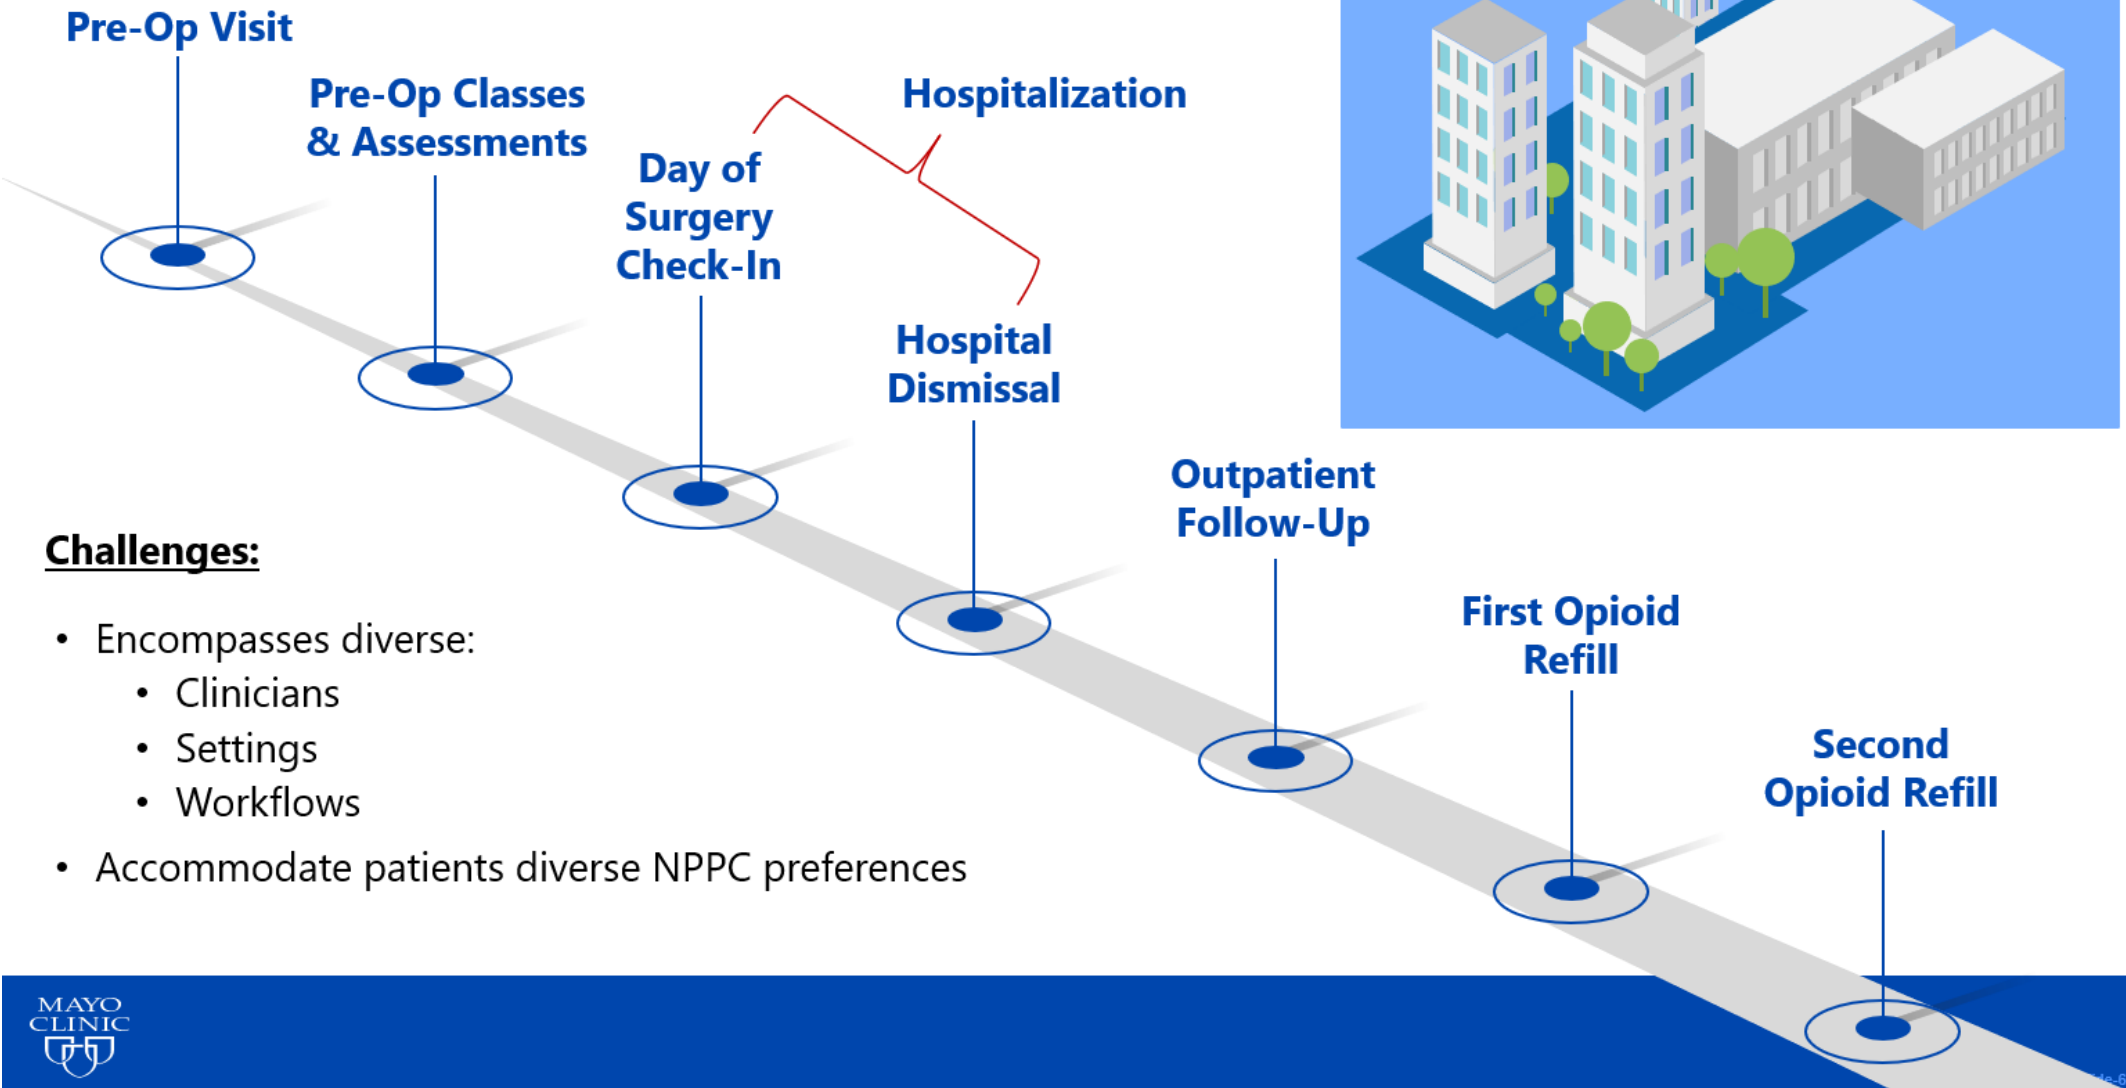 Pre-Op Visit
Pre-Op Classes
& Assessments
Day of
Surgery
Check-In
Hospitalization
Hospital
Dismissal
Outpatient
Follow-Up
First Opioid
Refill
Second
Opioid Refill
Challenges:
• Encompasses diverse:
• Clinicians
• Settings
• Workflows
• Accommodate patients diverse NPPC preferences
MAYO
CLINIC